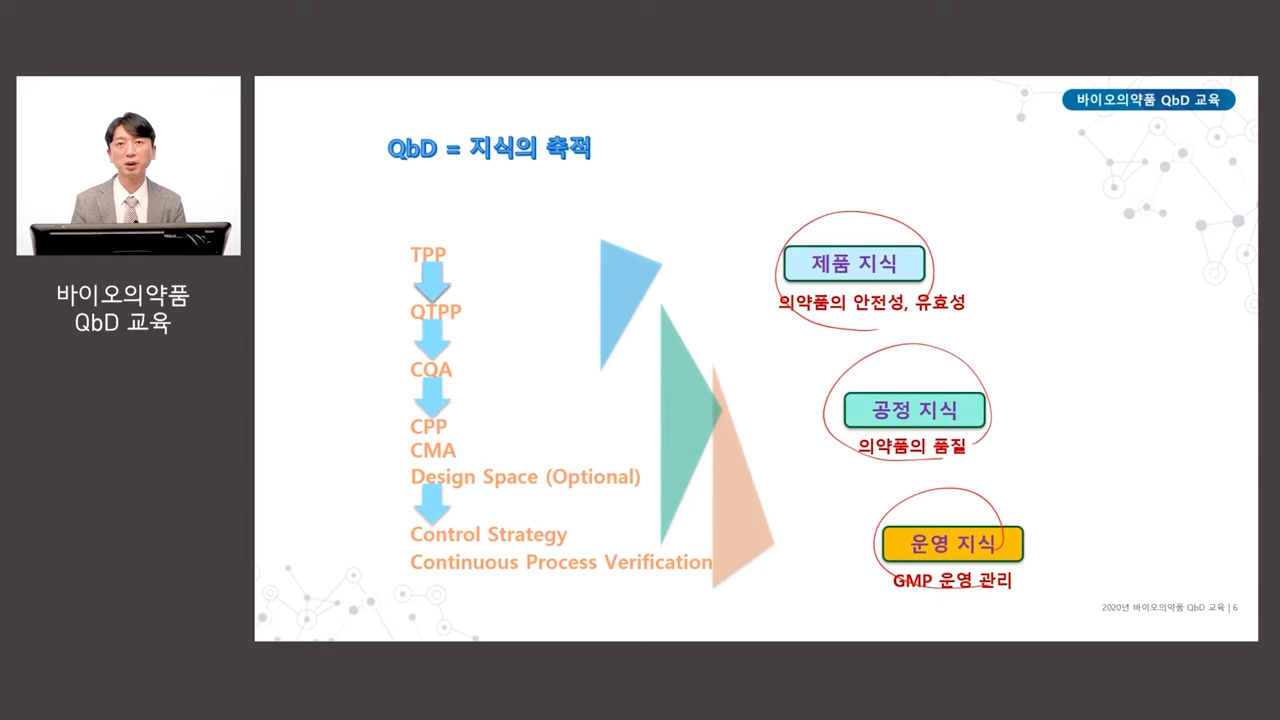 바이오의약품 QbD 교육
QbD = 지식의 축적
TPP
QTPP
CQA
CPP
CMA
Design Space (Optional)
Control Strategy
Continuous Process Verification
제품 지식
의약품의 안전성, 유효성
공정 지식
의약품의 품질
운영 지식
GMP 운영 관리
2020년 바이오의약품 QbD 교육 | 6
바이오의약품
QbD 교육